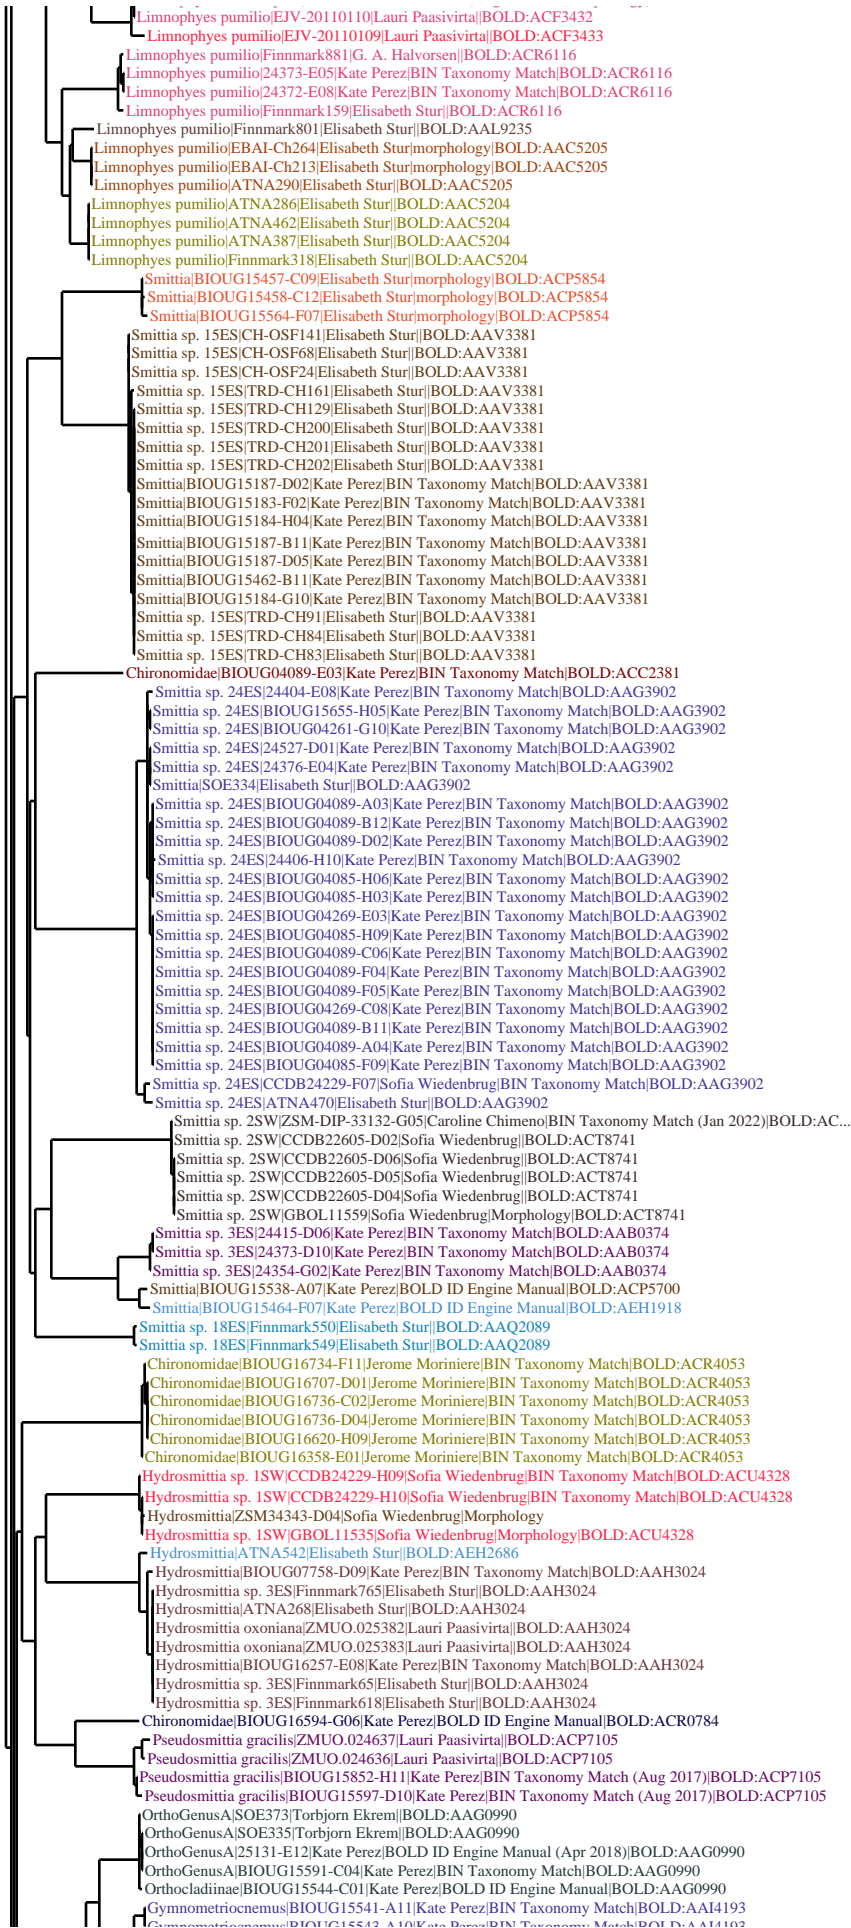 Limnophyes pumilio|EJV-20110110|Lauri Paasivirta||BOLD:ACF3432
Limnophyes pumilio|EJV-20110109|Lauri Paasivirta||BOLD:ACF3433
Limnophyes pumilio|Finnmark881|G. A. Halvorsen||BOLD:ACR6116
Limnophyes pumilio|24373-E05|Kate Perez|BIN Taxonomy Match|BOLD:ACR6116
Limnophyes pumilio|24372-E08|Kate Perez|BIN Taxonomy Match|BOLD:ACR6116
Limnophyes pumilio|Finnmark159|Elisabeth Stur||BOLD:ACR6116
Limnophyes pumilio|Finnmark801|Elisabeth Stur||BOLD:AAL9235
Limnophyes pumilio|EBAI-Ch264|Elisabeth Stur|morphology|BOLD:AAC5205
Limnophyes pumilio|EBAI-Ch213|Elisabeth Stur|morphology|BOLD:AAC5205
Limnophyes pumilio|ATNA290|Elisabeth Stur||BOLD:AAC5205
Limnophyes pumilio|ATNA286|Elisabeth Stur||BOLD:AAC5204
Limnophyes pumilio|ATNA462|Elisabeth Stur||BOLD:AAC5204
Limnophyes pumilio|ATNA387|Elisabeth Stur||BOLD:AAC5204
Limnophyes pumilio|Finnmark318|Elisabeth Stur||BOLD:AAC5204
Smittia|BIOUG15457-C09|Elisabeth Stur|morphology|BOLD:ACP5854
Smittia|BIOUG15458-C12|Elisabeth Stur|morphology|BOLD:ACP5854
Smittia|BIOUG15564-F07|Elisabeth Stur|morphology|BOLD:ACP5854
Smittia sp. 15ES|CH-OSF141|Elisabeth Stur||BOLD:AAV3381
Smittia sp. 15ES|CH-OSF68|Elisabeth Stur||BOLD:AAV3381
Smittia sp. 15ES|CH-OSF24|Elisabeth Stur||BOLD:AAV3381
Smittia sp. 15ES|TRD-CH161|Elisabeth Stur||BOLD:AAV3381
Smittia sp. 15ES|TRD-CH129|Elisabeth Stur||BOLD:AAV3381
Smittia sp. 15ES|TRD-CH200|Elisabeth Stur||BOLD:AAV3381
Smittia sp. 15ES|TRD-CH201|Elisabeth Stur||BOLD:AAV3381
Smittia sp. 15ES|TRD-CH202|Elisabeth Stur||BOLD:AAV3381
Smittia|BIOUG15187-D02|Kate Perez|BIN Taxonomy Match|BOLD:AAV3381
Smittia|BIOUG15183-F02|Kate Perez|BIN Taxonomy Match|BOLD:AAV3381
Smittia|BIOUG15184-H04|Kate Perez|BIN Taxonomy Match|BOLD:AAV3381
Smittia|BIOUG15187-B11|Kate Perez|BIN Taxonomy Match|BOLD:AAV3381
Smittia|BIOUG15187-D05|Kate Perez|BIN Taxonomy Match|BOLD:AAV3381
Smittia|BIOUG15462-B11|Kate Perez|BIN Taxonomy Match|BOLD:AAV3381
Smittia|BIOUG15184-G10|Kate Perez|BIN Taxonomy Match|BOLD:AAV3381
Smittia sp. 15ES|TRD-CH91|Elisabeth Stur||BOLD:AAV3381
Smittia sp. 15ES|TRD-CH84|Elisabeth Stur||BOLD:AAV3381
Smittia sp. 15ES|TRD-CH83|Elisabeth Stur||BOLD:AAV3381
Chironomidae|BIOUG04089-E03|Kate Perez|BIN Taxonomy Match|BOLD:ACC2381
Smittia sp. 24ES|24404-E08|Kate Perez|BIN Taxonomy Match|BOLD:AAG3902
Smittia sp. 24ES|BIOUG15655-H05|Kate Perez|BIN Taxonomy Match|BOLD:AAG3902
Smittia sp. 24ES|BIOUG04261-G10|Kate Perez|BIN Taxonomy Match|BOLD:AAG3902
Smittia sp. 24ES|24527-D01|Kate Perez|BIN Taxonomy Match|BOLD:AAG3902
Smittia sp. 24ES|24376-E04|Kate Perez|BIN Taxonomy Match|BOLD:AAG3902
Smittia|SOE334|Elisabeth Stur||BOLD:AAG3902
Smittia sp. 24ES|BIOUG04089-A03|Kate Perez|BIN Taxonomy Match|BOLD:AAG3902
Smittia sp. 24ES|BIOUG04089-B12|Kate Perez|BIN Taxonomy Match|BOLD:AAG3902
Smittia sp. 24ES|BIOUG04089-D02|Kate Perez|BIN Taxonomy Match|BOLD:AAG3902
Smittia sp. 24ES|24406-H10|Kate Perez|BIN Taxonomy Match|BOLD:AAG3902
Smittia sp. 24ES|BIOUG04085-H06|Kate Perez|BIN Taxonomy Match|BOLD:AAG3902
Smittia sp. 24ES|BIOUG04085-H03|Kate Perez|BIN Taxonomy Match|BOLD:AAG3902
Smittia sp. 24ES|BIOUG04269-E03|Kate Perez|BIN Taxonomy Match|BOLD:AAG3902
Smittia sp. 24ES|BIOUG04085-H09|Kate Perez|BIN Taxonomy Match|BOLD:AAG3902
Smittia sp. 24ES|BIOUG04089-C06|Kate Perez|BIN Taxonomy Match|BOLD:AAG3902
Smittia sp. 24ES|BIOUG04089-F04|Kate Perez|BIN Taxonomy Match|BOLD:AAG3902
Smittia sp. 24ES|BIOUG04089-F05|Kate Perez|BIN Taxonomy Match|BOLD:AAG3902
Smittia sp. 24ES|BIOUG04269-C08|Kate Perez|BIN Taxonomy Match|BOLD:AAG3902
Smittia sp. 24ES|BIOUG04089-B11|Kate Perez|BIN Taxonomy Match|BOLD:AAG3902
Smittia sp. 24ES|BIOUG04089-A04|Kate Perez|BIN Taxonomy Match|BOLD:AAG3902
Smittia sp. 24ES|BIOUG04085-F09|Kate Perez|BIN Taxonomy Match|BOLD:AAG3902
Smittia sp. 24ES|CCDB24229-F07|Sofia Wiedenbrug|BIN Taxonomy Match|BOLD:AAG3902
Smittia sp. 24ES|ATNA470|Elisabeth Stur||BOLD:AAG3902
Smittia sp. 2SW|ZSM-DIP-33132-G05|Caroline Chimeno|BIN Taxonomy Match (Jan 2022)|BOLD:AC...
Smittia sp. 2SW|CCDB22605-D02|Sofia Wiedenbrug||BOLD:ACT8741
Smittia sp. 2SW|CCDB22605-D06|Sofia Wiedenbrug||BOLD:ACT8741
Smittia sp. 2SW|CCDB22605-D05|Sofia Wiedenbrug||BOLD:ACT8741
Smittia sp. 2SW|CCDB22605-D04|Sofia Wiedenbrug||BOLD:ACT8741
Smittia sp. 2SW|GBOL11559|Sofia Wiedenbrug|Morphology|BOLD:ACT8741
Smittia sp. 3ES|24415-D06|Kate Perez|BIN Taxonomy Match|BOLD:AAB0374
Smittia sp. 3ES|24373-D10|Kate Perez|BIN Taxonomy Match|BOLD:AAB0374
Smittia sp. 3ES|24354-G02|Kate Perez|BIN Taxonomy Match|BOLD:AAB0374
Smittia|BIOUG15538-A07|Kate Perez|BOLD ID Engine Manual|BOLD:ACP5700
Smittia|BIOUG15464-F07|Kate Perez|BOLD ID Engine Manual|BOLD:AEH1918
Smittia sp. 18ES|Finnmark550|Elisabeth Stur||BOLD:AAQ2089
Smittia sp. 18ES|Finnmark549|Elisabeth Stur||BOLD:AAQ2089
Chironomidae|BIOUG16734-F11|Jerome Moriniere|BIN Taxonomy Match|BOLD:ACR4053
Chironomidae|BIOUG16707-D01|Jerome Moriniere|BIN Taxonomy Match|BOLD:ACR4053
Chironomidae|BIOUG16736-C02|Jerome Moriniere|BIN Taxonomy Match|BOLD:ACR4053
Chironomidae|BIOUG16736-D04|Jerome Moriniere|BIN Taxonomy Match|BOLD:ACR4053
Chironomidae|BIOUG16620-H09|Jerome Moriniere|BIN Taxonomy Match|BOLD:ACR4053
Chironomidae|BIOUG16358-E01|Jerome Moriniere|BIN Taxonomy Match|BOLD:ACR4053
Hydrosmittia sp. 1SW|CCDB24229-H09|Sofia Wiedenbrug|BIN Taxonomy Match|BOLD:ACU4328
Hydrosmittia sp. 1SW|CCDB24229-H10|Sofia Wiedenbrug|BIN Taxonomy Match|BOLD:ACU4328
Hydrosmittia|ZSM34343-D04|Sofia Wiedenbrug|Morphology
Hydrosmittia sp. 1SW|GBOL11535|Sofia Wiedenbrug|Morphology|BOLD:ACU4328
Hydrosmittia|ATNA542|Elisabeth Stur||BOLD:AEH2686
Hydrosmittia|BIOUG07758-D09|Kate Perez|BIN Taxonomy Match|BOLD:AAH3024
Hydrosmittia sp. 3ES|Finnmark765|Elisabeth Stur||BOLD:AAH3024
Hydrosmittia|ATNA268|Elisabeth Stur||BOLD:AAH3024
Hydrosmittia oxoniana|ZMUO.025382|Lauri Paasivirta||BOLD:AAH3024
Hydrosmittia oxoniana|ZMUO.025383|Lauri Paasivirta||BOLD:AAH3024
Hydrosmittia|BIOUG16257-E08|Kate Perez|BIN Taxonomy Match|BOLD:AAH3024
Hydrosmittia sp. 3ES|Finnmark65|Elisabeth Stur||BOLD:AAH3024
Hydrosmittia sp. 3ES|Finnmark618|Elisabeth Stur||BOLD:AAH3024
Chironomidae|BIOUG16594-G06|Kate Perez|BOLD ID Engine Manual|BOLD:ACR0784
Pseudosmittia gracilis|ZMUO.024637|Lauri Paasivirta||BOLD:ACP7105
Pseudosmittia gracilis|ZMUO.024636|Lauri Paasivirta||BOLD:ACP7105
Pseudosmittia gracilis|BIOUG15852-H11|Kate Perez|BIN Taxonomy Match (Aug 2017)|BOLD:ACP7105
Pseudosmittia gracilis|BIOUG15597-D10|Kate Perez|BIN Taxonomy Match (Aug 2017)|BOLD:ACP7105
OrthoGenusA|SOE373|Torbjorn Ekrem||BOLD:AAG0990
OrthoGenusA|SOE335|Torbjorn Ekrem||BOLD:AAG0990
OrthoGenusA|25131-E12|Kate Perez|BOLD ID Engine Manual (Apr 2018)|BOLD:AAG0990
OrthoGenusA|BIOUG15591-C04|Kate Perez|BIN Taxonomy Match|BOLD:AAG0990
Orthocladiinae|BIOUG15544-C01|Kate Perez|BOLD ID Engine Manual|BOLD:AAG0990
Gymnometriocnemus|BIOUG15541-A11|Kate Perez|BIN Taxonomy Match|BOLD:AAI4193
Gymnometriocnemus|BIOUG15543-A10|Kate Perez|BIN Taxonomy Match|BOLD:AAI4193